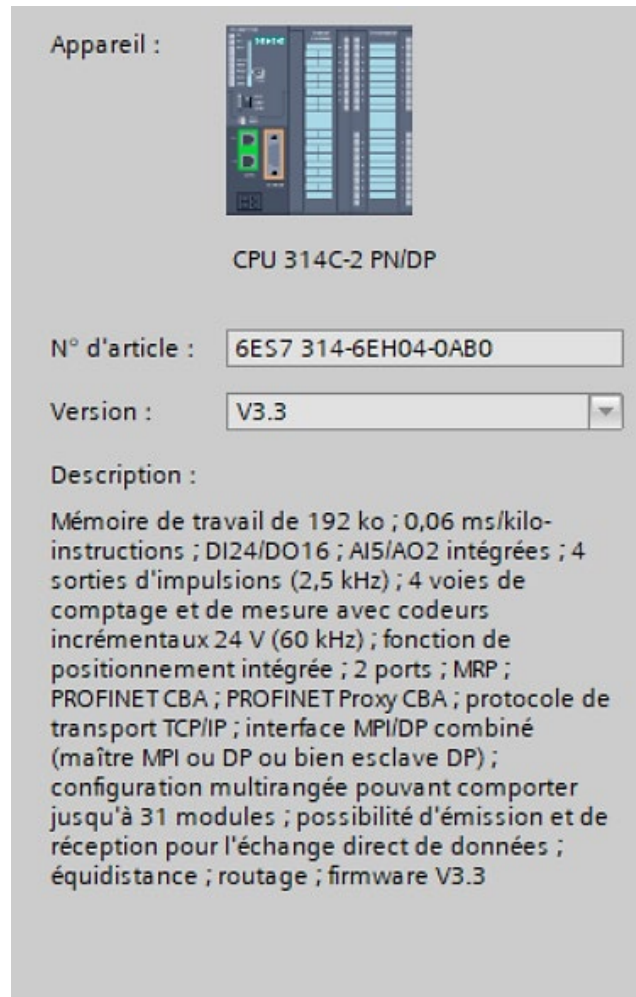 Appareil :
SIEMENS
CPU 314C-2 PN/DP
N° d'article :
6ES7 314-6EH04-0AB0
Version :
V3.3
Description :
Mémoire de travail de 192 ko ; 0,06 ms/kilo-
instructions ; DI24/DO16 ; AI5/AO2 intégrées ; 4
sorties d'impulsions (2,5 kHz) ; 4 voies de
comptage et de mesure avec codeurs
incrémentaux 24 V (60 kHz) ; fonction de
positionnement intégrée ; 2 ports ; MRP ;
PROFINET CBA ; PROFINET Proxy CBA ; protocole de
transport TCP/IP ; interface MPI/DP combiné
(maître MPI ou DP ou bien esclave DP) ;
configuration multirangée pouvant comporter
jusqu'à 31 modules ; possibilité d'émission et de
réception pour l'échange direct de données ;
équidistance ; routage ; firmware V3.3